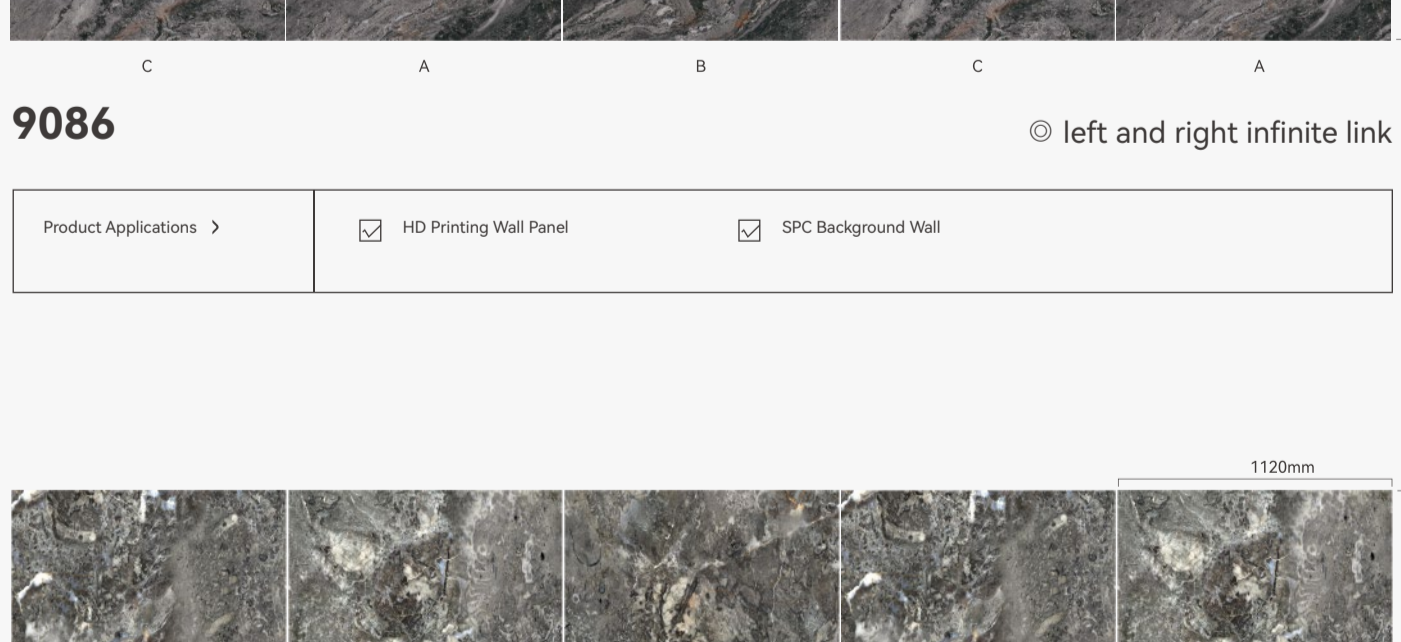 C A B C A
9086
left and right infinite link
Product Applications > HD Printing Wall Panel SPC Background Wall
1120mm